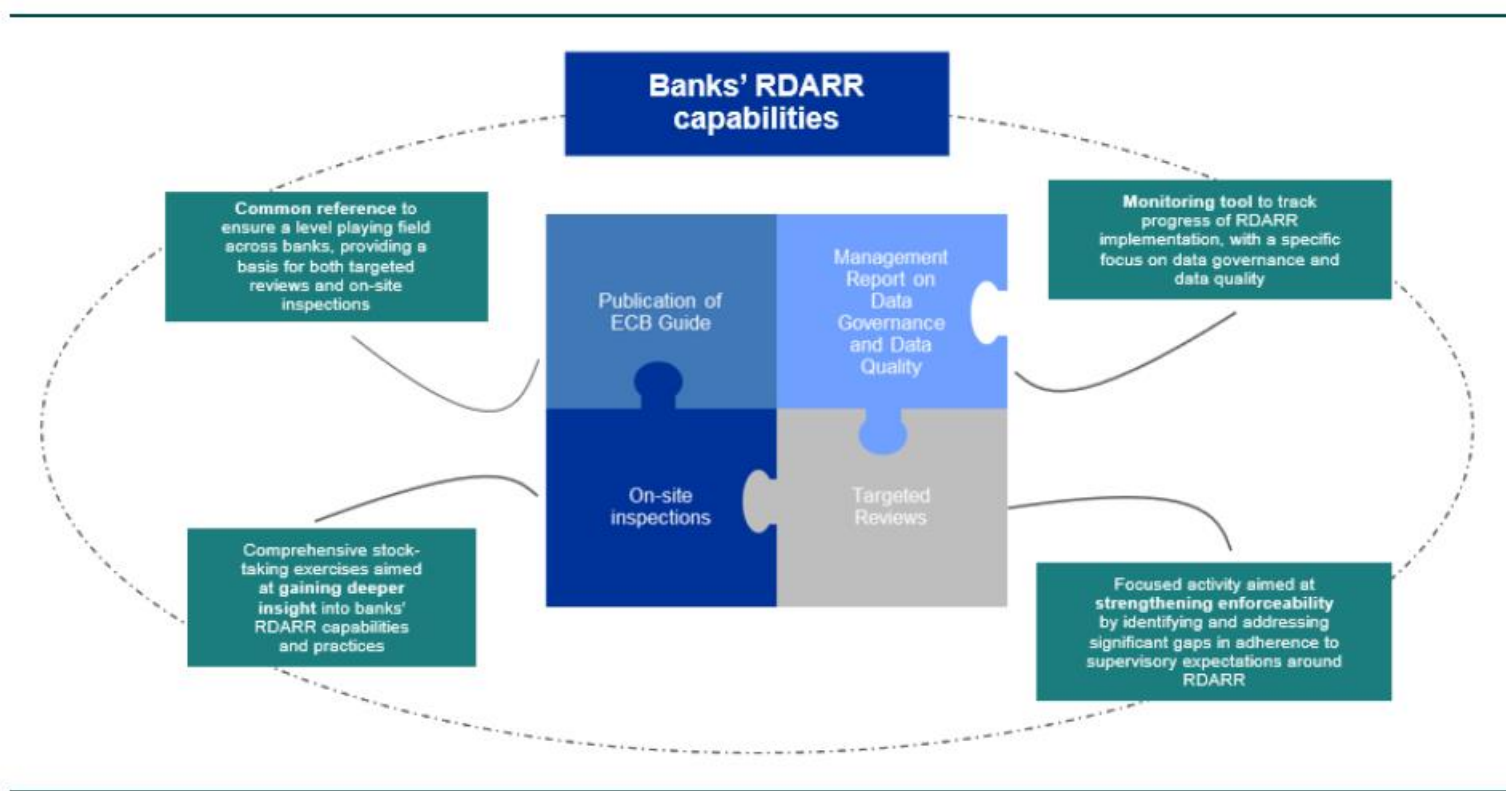 Banks' RDARR
capabilities
Common reference to
ensure a level playing field
across banks, providing a
basis for both targeted
reviews and on-site
inspections
Monitoring tool to track
progress of RDARR
implementation, with a specific
focus on data governance and
data quality
Publication of
ECB Guide
Management
Report on
Data
Governance
and Data
Quality
On-site
inspections
Targeted
Reviews
Comprehensive stock-
taking exercises aimed
at gaining deeper
insight into banks'
RDARR capabilities
and practices
Focused activity aimed at
strengthening enforceability
by identifying and addressing
significant gaps in adherence to
supervisory expectations around
RDARR